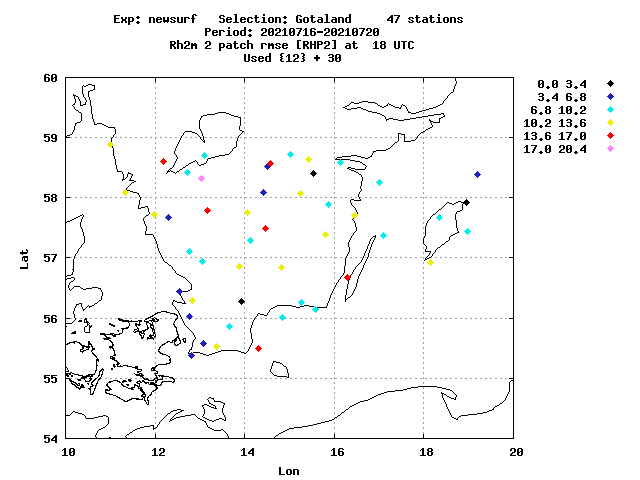 Exp: newsurf   Selection: Gotaland     47 stations
Period: 20210716-20210720
Rh2m 2 patch rmse [RHP2] at  18 UTC
Used {12} + 30
0.0 3.4
3.4 6.8
6.8 10.2
10.2 13.6
13.6 17.0
17.0 20.4
60
59
58
57
56
55
54
Lat
10 12 14 16 18 20
Lon